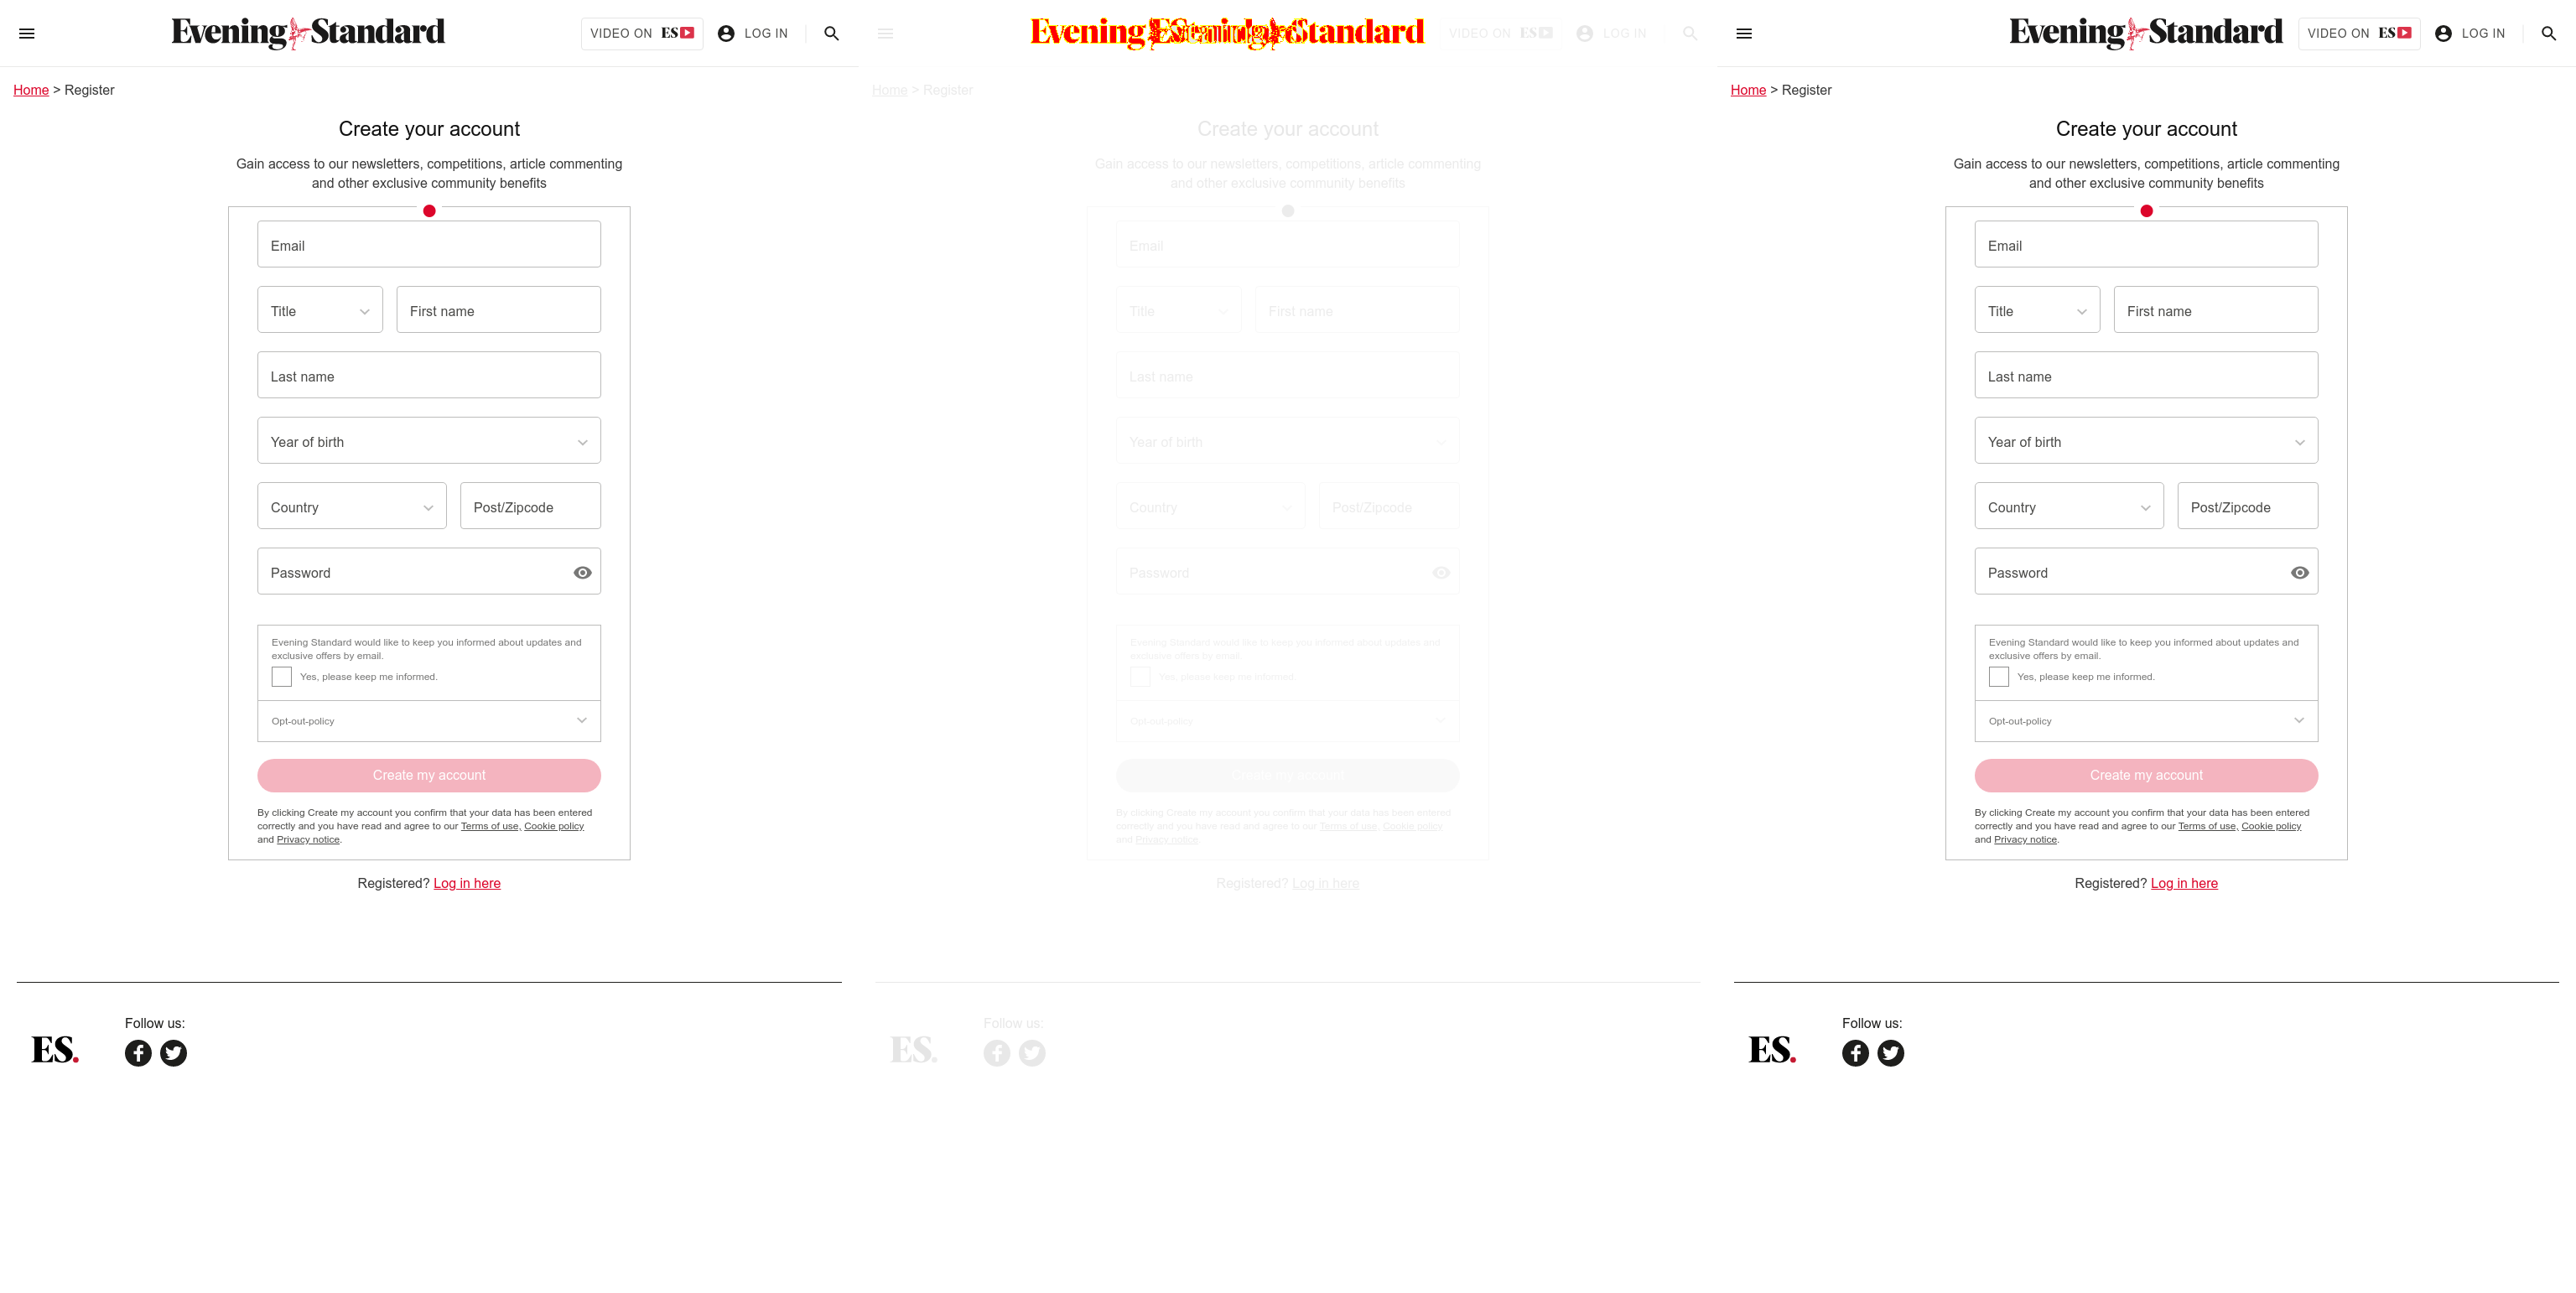 Evening Standard
VIDEO ON ES
LOG IN
Home > Register
Create your account
Gain access to our newsletters, competitions, article commenting
and other exclusive community benefits
Email
Title
First name
Last name
Year of birth
Country
Post/Zipcode
Password
Evening Standard would like to keep you informed about updates and
exclusive offers by email.
Yes, please keep me informed.
Opt-out-policy
Create my account
By clicking Create my account you confirm that your data has been entered
correctly and you have read and agree to our Terms of use, Cookie policy
and Privacy notice.
Registered? Log in here
Follow us:
ES.
Evening Standard
VIDEO ON ES
LOG IN
Home > Register
Create your account
Gain access to our newsletters, competitions, article commenting
and other exclusive community benefits
Email
Title
First name
Last name
Year of birth
Country
Post/Zipcode
Password
Evening Standard would like to keep you informed about updates and
exclusive offers by email.
Yes, please keep me informed.
Opt-out-policy
Create my account
By clicking Create my account you confirm that your data has been entered
correctly and you have read and agree to our Terms of use, Cookie policy
and Privacy notice.
Registered? Log in here
Follow us:
ES.
Evening Standard
VIDEO ON ES
LOG IN
Home > Register
Create your account
Gain access to our newsletters, competitions, article commenting
and other exclusive community benefits
Email
Title
First name
Last name
Year of birth
Country
Post/Zipcode
Password
Evening Standard would like to keep you informed about updates and
exclusive offers by email.
Yes, please keep me informed.
Opt-out-policy
Create my account
By clicking Create my account you confirm that your data has been entered
correctly and you have read and agree to our Terms of use, Cookie policy
and Privacy notice.
Registered? Log in here
Follow us:
ES.